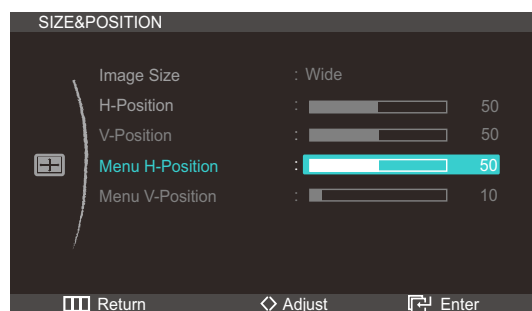 SIZE&POSITION
Image Size : Wide
H-Position : 50
V-Position : 50
Menu H-Position : 50
Menu V-Position : 10
Return Adjust Enter